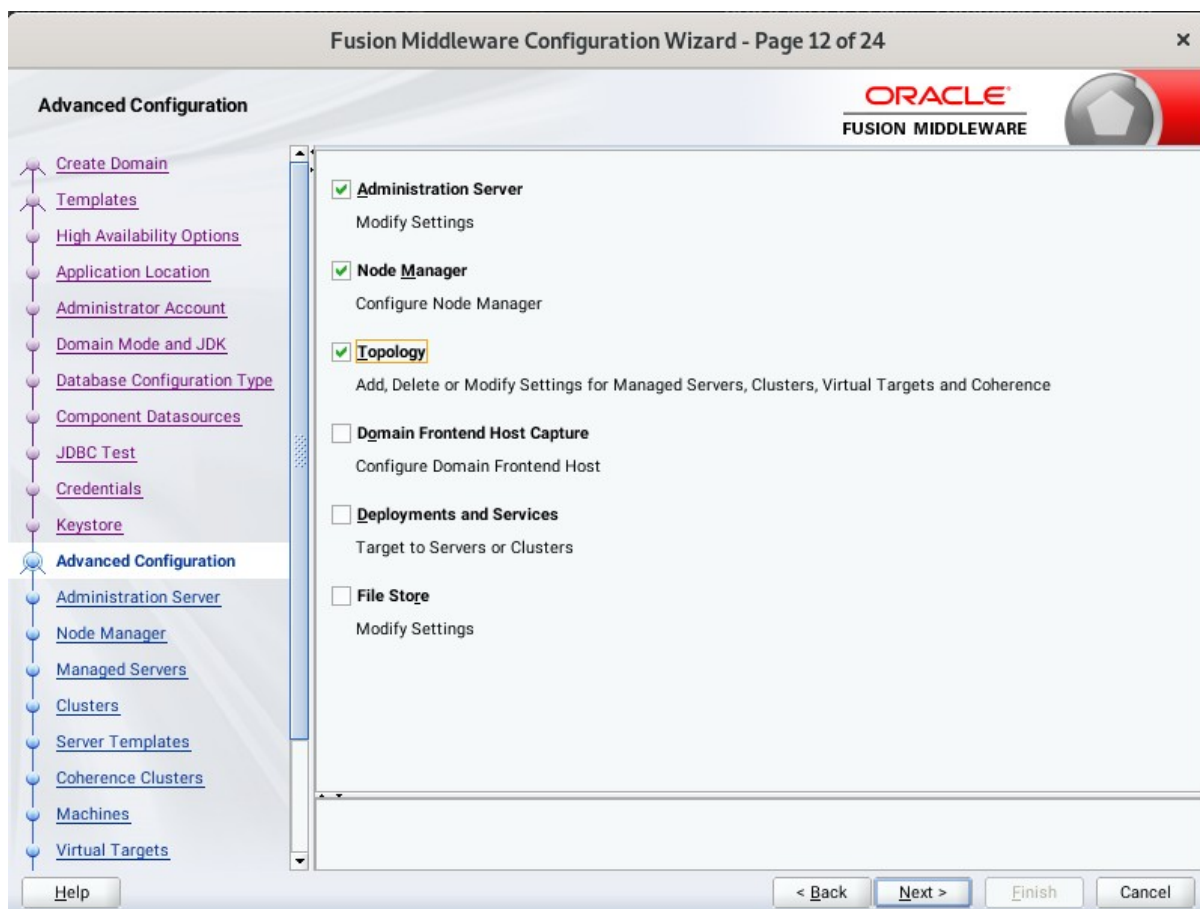 Fusion Middleware Configuration Wizard - Page 12 of 24
×
Advanced Configuration
ORACLE
FUSION MIDDLEWARE
Create Domain
Templates
High Availability Options
Application Location
Administrator Account
Domain Mode and JDK
Database Configuration Type
Component Datasources
JDBC Test
Credentials
Keystore
Advanced Configuration
Administration Server
Node Manager
Managed Servers
Clusters
Server Templates
Coherence Clusters
Machines
Virtual Targets
Administration Server
Modify Settings
Node Manager
Configure Node Manager
Topology
Add, Delete or Modify Settings for Managed Servers, Clusters, Virtual Targets and Coherence
Domain Frontend Host Capture
Configure Domain Frontend Host
Deployments and Services
Target to Servers or Clusters
File Store
Modify Settings
Help
< Back
Next >
Finish
Cancel